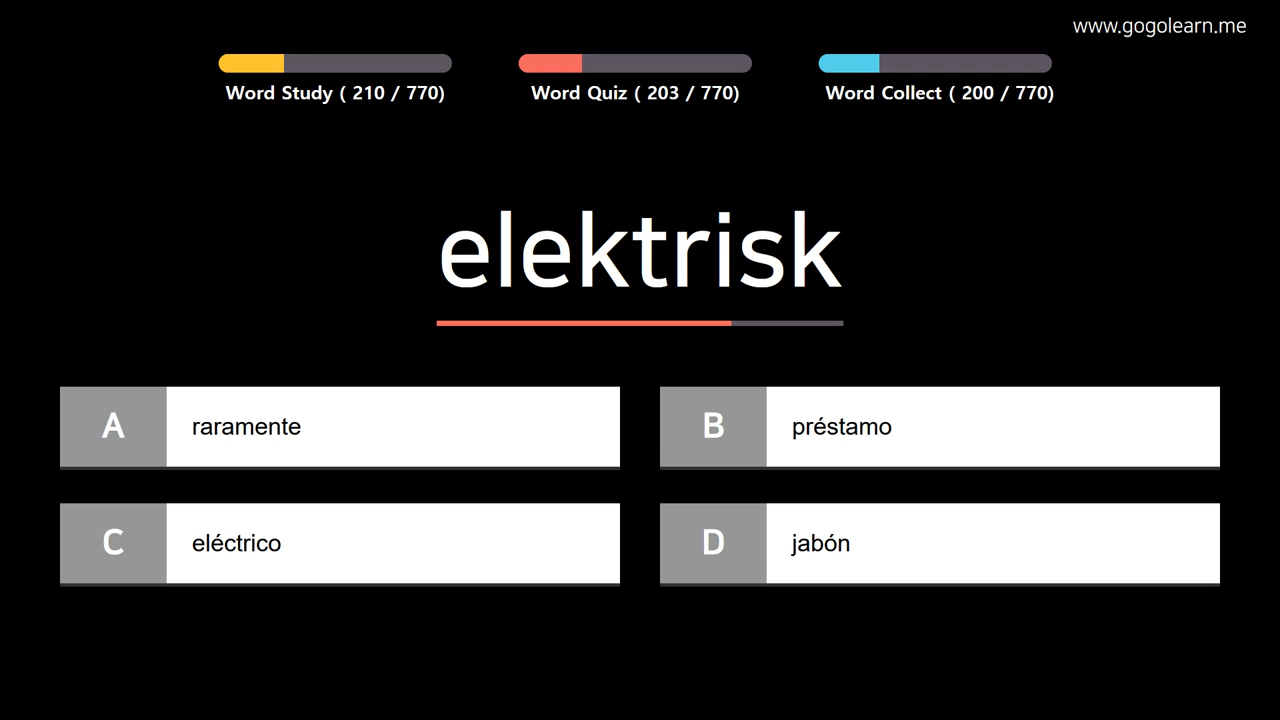 www.gogolearn.me
Word Study ( 210 / 770)
Word Quiz ( 203 / 770)
Word Collect ( 200 / 770)
elektrisk
A
raramente
B
préstamo
C
eléctrico
D
jabón